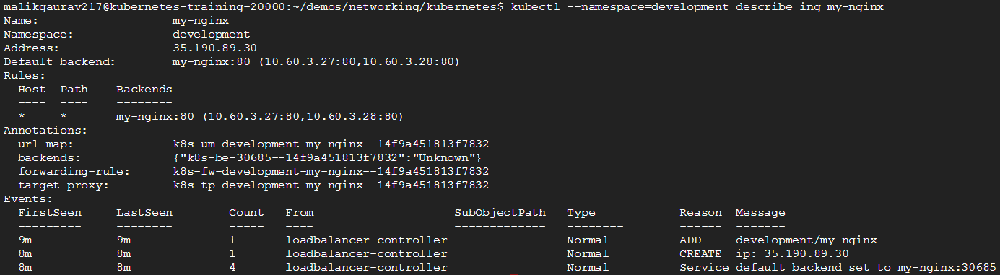 malikgaurav217@kubernetes-training-20000:~/demos/networking/kubernetes$ kubectl --namespace=development describe ing my-nginx
Name: my-nginx
Namespace: development
Address: 35.190.89.30
Default backend: my-nginx:80 (10.60.3.27:80,10.60.3.28:80)
Rules:
Host Path Backends
---- ---- --------
* * my-nginx:80 (10.60.3.27:80,10.60.3.28:80)
Annotations:
url-map: k8s-um-development-my-nginx--14f9a451813f7832
backends: {"k8s-be-30685--14f9a451813f7832":"Unknown"}
forwarding-rule: k8s-fw-development-my-nginx--14f9a451813f7832
target-proxy: k8s-tp-development-my-nginx--14f9a451813f7832
Events:
FirstSeen LastSeen Count From SubObjectPath Type Reason Message
--------- -------- ----- ---- ------------- -------- ------ -------
9m 9m 1 loadbalancer-controller Normal ADD development/my-nginx
8m 8m 1 loadbalancer-controller Normal CREATE ip: 35.190.89.30
8m 8m 4 loadbalancer-controller Normal Service default backend set to my-nginx:30685